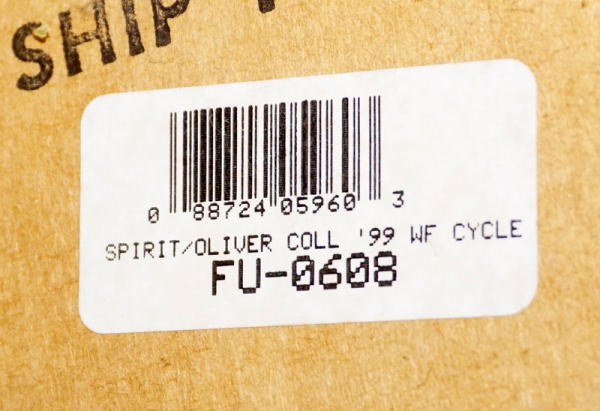 SHIP
0 88724 05960 3
SPIRIT/OLIVER COLL '99 WF CYCLE
FU-0608